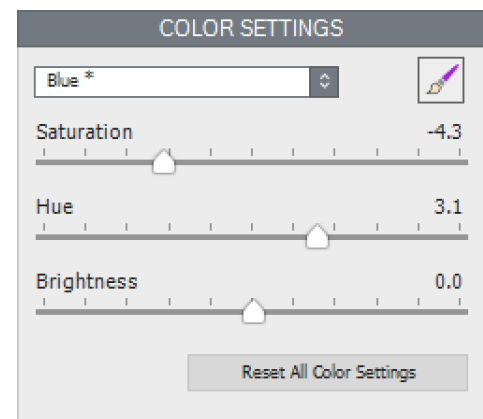 COLOR SETTINGS
Blue *
Saturation -4.3
Hue 3.1
Brightness 0.0
Reset All Color Settings